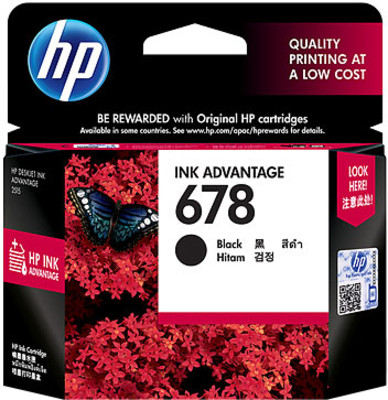 hp
QUALITY
PRINTING AT
A LOW COST
BE REWARDED with Original HP cartridges
Available in some countries. See www.hp.com/apac/hprewards for details.
HP DESKJET INK
ADVANTAGE
INK ADVANTAGE
678
Black 黑 สีดำ
Hitam 검정
HP INK
ADVANTAGE
LOOK
HERE!
注意此处!
hp
Ink Cartridge